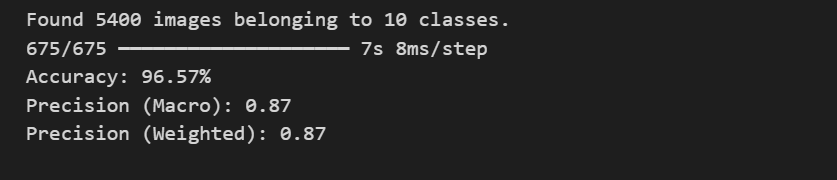 Found 5400 images belonging to 10 classes.
675/675 ━━━━━━━━━━━━━━━━━━━━ 7s 8ms/step
Accuracy: 96.57%
Precision (Macro): 0.87
Precision (Weighted): 0.87